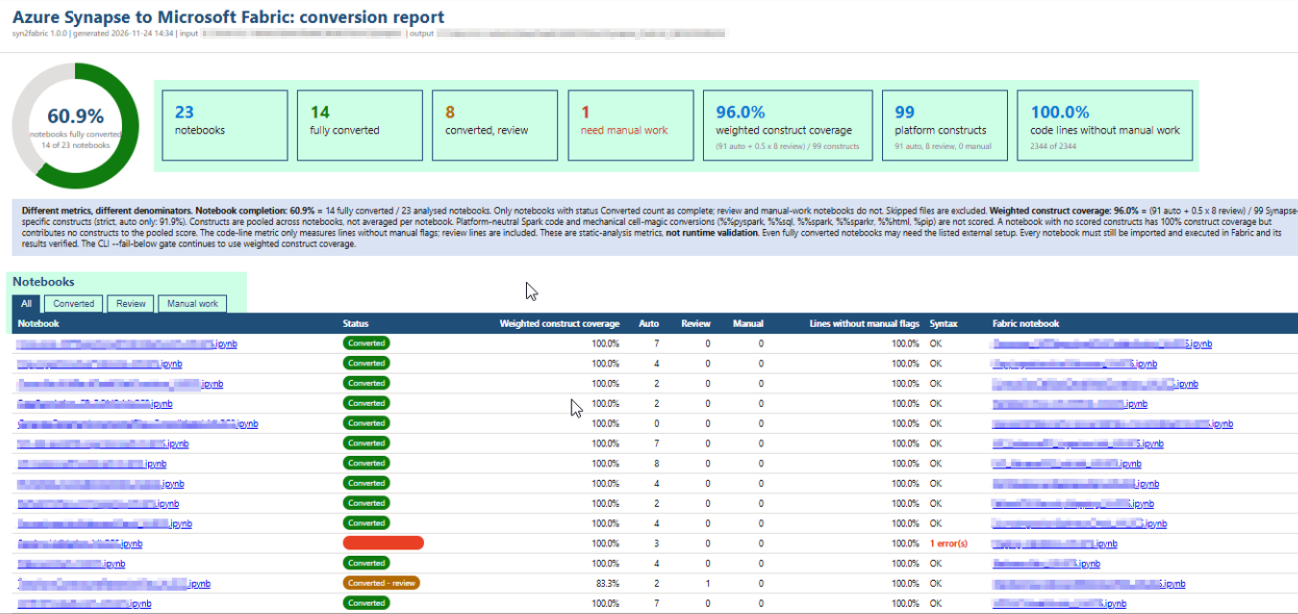 Azure Synapse to Microsoft Fabric: conversion report
syn2fabric 1.0.0 | generated 2026-11-24 14:34 | input | output
60.9%
notebooks fully converted
14 of 23 notebooks
23
notebooks
14
fully converted
8
converted, review
1
need manual work
96.0%
weighted construct coverage
(91 auto + 0.5 x 8 review) / 99 constructs
99
platform constructs
91 auto, 8 review, 0 manual
100.0%
code lines without manual work
2344 of 2344
Different metrics, different denominators. Notebook completion: 60.9% = 14 fully converted / 23 analysed notebooks. Only notebooks with status Converted count as complete; review and manual-work notebooks do not. Skipped files are excluded. Weighted construct coverage: 96.0% = (91 auto + 0.5 x 8 review) / 99 Synapse-
specific constructs (strict, auto only: 91.9%). Constructs are pooled across notebooks, not averaged per notebook. Platform-neutral Spark code and mechanical cell-magic conversions (%%pyspark, %%sql, %%spark, %%sparkr, %%html, %pip) are not scored. A notebook with no scored constructs has 100% construct coverage but
contributes no constructs to the pooled score. The code-line metric only measures lines without manual flags; review lines are included. These are static-analysis metrics, not runtime validation. Even fully converted notebooks may need the listed external setup. Every notebook must still be imported and executed in Fabric and its
results verified. The CLI --fail-below gate continues to use weighted construct coverage.
Notebooks
All Converted Review Manual work
Notebook Status Weighted construct coverage Auto Review Manual Lines without manual flags Syntax Fabric notebook
.ipynb Converted 100.0% 7 0 0 100.0% OK .ipynb
.ipynb Converted 100.0% 4 0 0 100.0% OK .ipynb
.ipynb Converted 100.0% 2 0 0 100.0% OK .ipynb
.ipynb Converted 100.0% 2 0 0 100.0% OK .ipynb
.ipynb Converted 100.0% 0 0 0 100.0% OK .ipynb
.ipynb Converted 100.0% 7 0 0 100.0% OK .ipynb
.ipynb Converted 100.0% 8 0 0 100.0% OK .ipynb
.ipynb Converted 100.0% 4 0 0 100.0% OK .ipynb
.ipynb Converted 100.0% 2 0 0 100.0% OK .ipynb
.ipynb Converted 100.0% 4 0 0 100.0% OK .ipynb
.ipynb 100.0% 3 0 0 100.0% 1 error(s) .ipynb
.ipynb Converted 100.0% 4 0 0 100.0% OK .ipynb
.ipynb Converted - review 83.3% 2 1 0 100.0% OK .ipynb
.ipynb Converted 100.0% 7 0 0 100.0% OK .ipynb